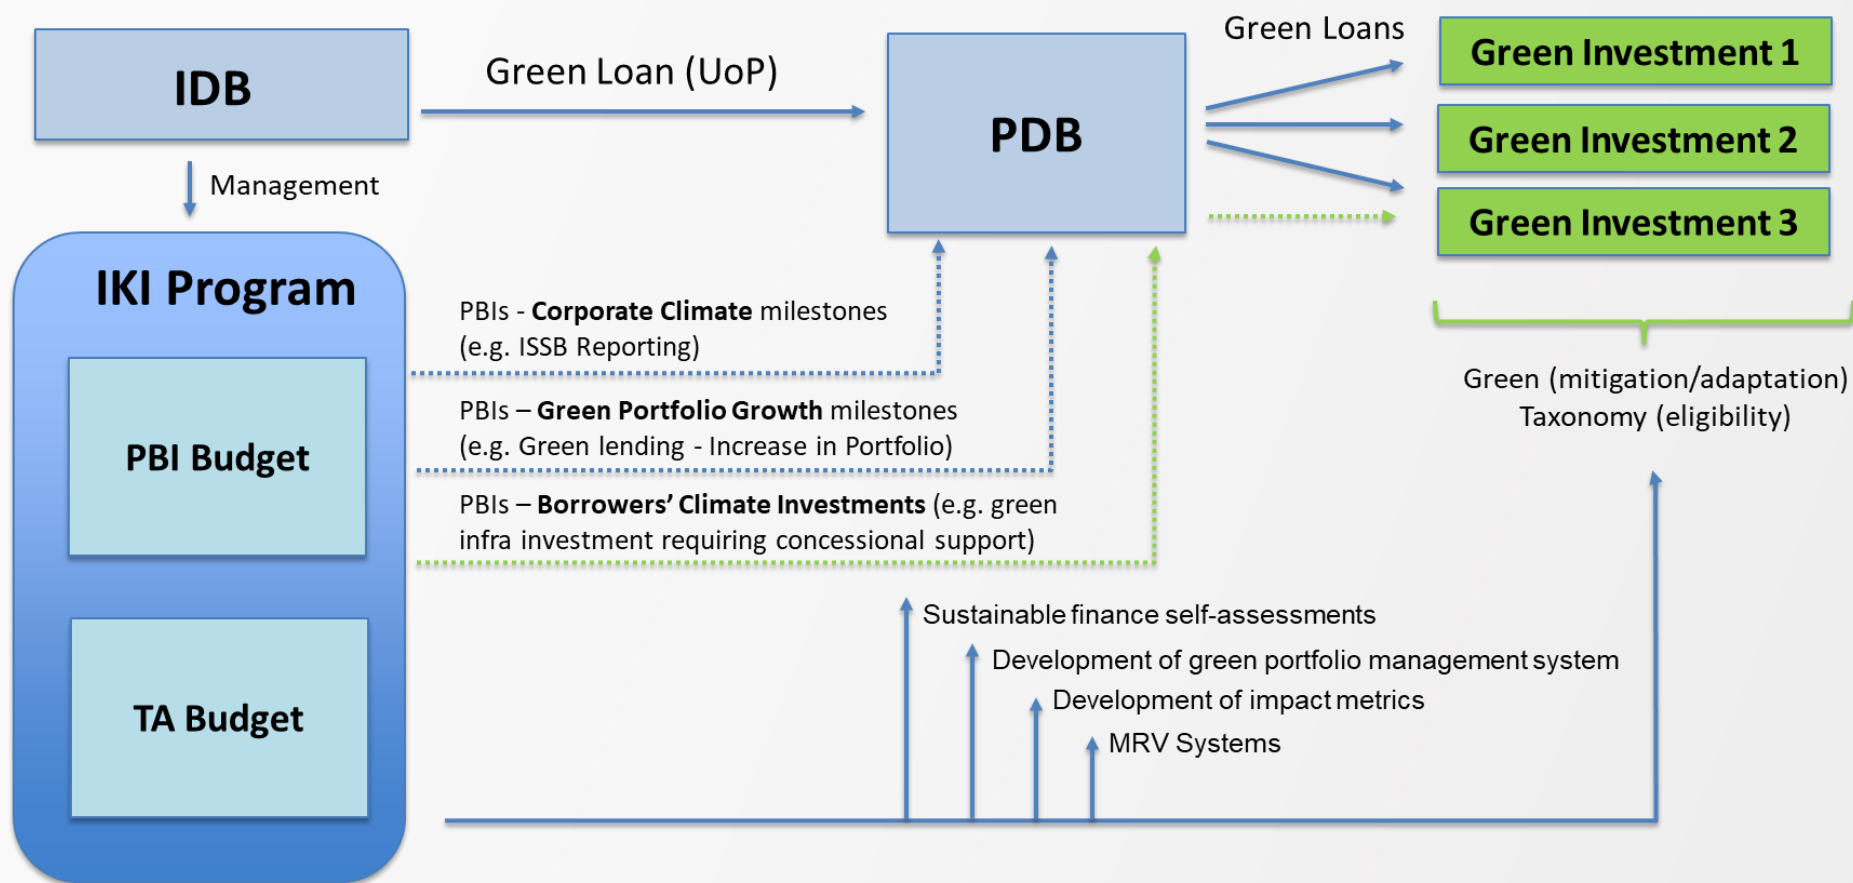 IDB
Green Loan (UoP)
PDB
Green Loans
Green Investment 1
Green Investment 2
Green Investment 3
Management
IKI Program
PBI Budget
TA Budget
PBIs - Corporate Climate milestones
(e.g. ISSB Reporting)
PBIs – Green Portfolio Growth milestones
(e.g. Green lending - Increase in Portfolio)
PBIs – Borrowers’ Climate Investments (e.g. green
infra investment requiring concessional support)
Green (mitigation/adaptation)
Taxonomy (eligibility)
Sustainable finance self-assessments
Development of green portfolio management system
Development of impact metrics
MRV Systems